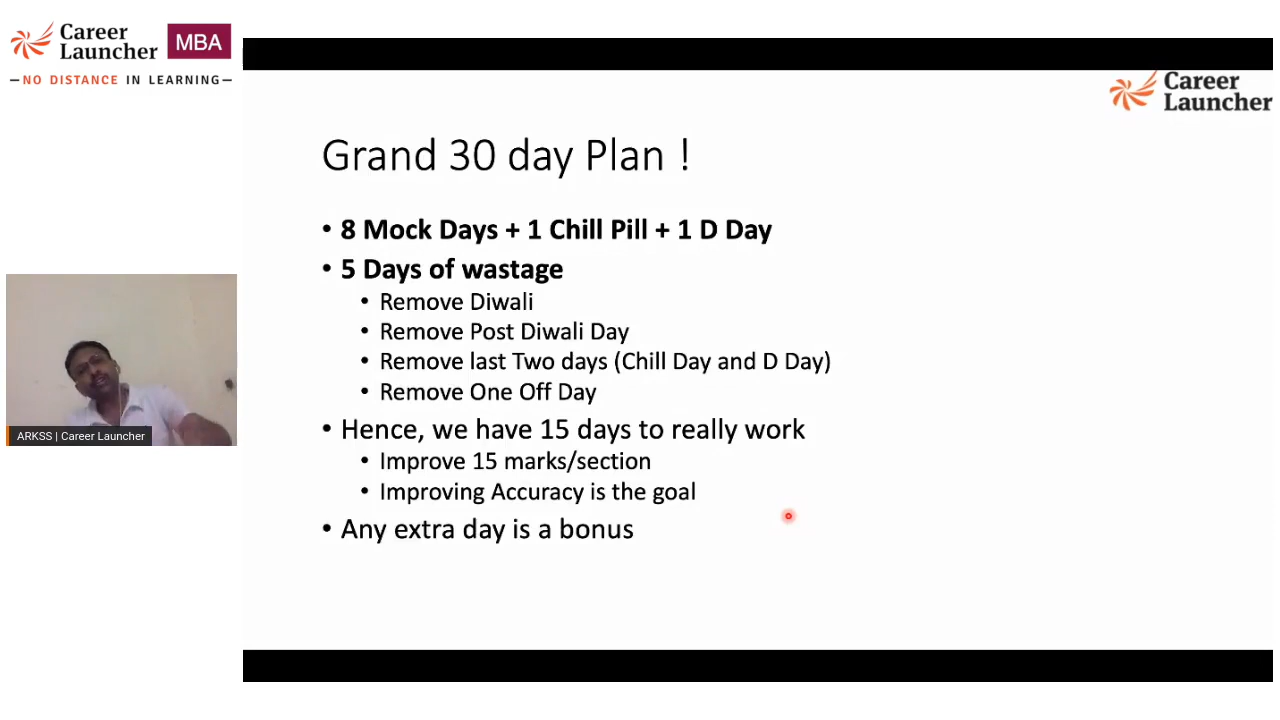 Career
Launcher
MBA
—NO DISTANCE IN LEARNING—
Career
Launcher
Grand 30 day Plan !
• 8 Mock Days + 1 Chill Pill + 1 D Day
• 5 Days of wastage
• Remove Diwali
• Remove Post Diwali Day
• Remove last Two days (Chill Day and D Day)
• Remove One Off Day
• Hence, we have 15 days to really work
• Improve 15 marks/section
• Improving Accuracy is the goal
• Any extra day is a bonus
ARKSS | Career Launcher